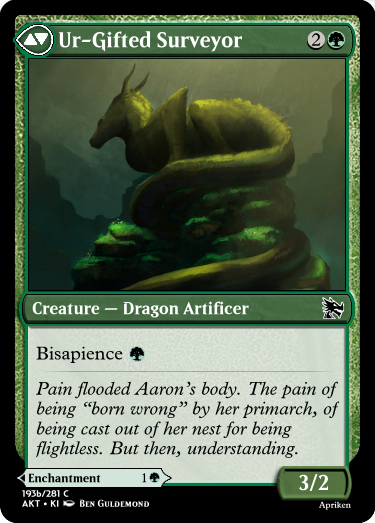 Ur-Gifted Surveyor 2
Creature — Dragon Artificer
Bisapience
Pain flooded Aaron's body. The pain of
being “born wrong” by her primarch, of
being cast out of her nest for being
flightless. But then, understanding.
Enchantment 1
3/2
193b/281 C
AKT • KI Ben Guldemond
Apriken